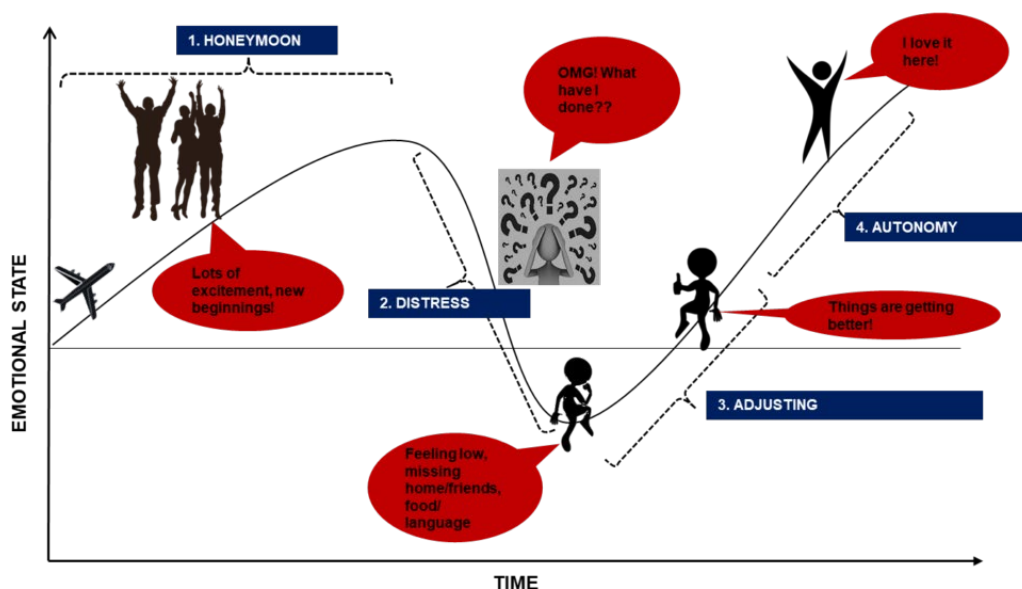 1. HONEYMOON
I love it
here!
OMG! What
have I
done??
4. AUTONOMY
Lots of
excitement, new
beginnings!
2. DISTRESS
Things are getting
better!
3. ADJUSTING
Feeling low,
missing
home/friends,
food/
language
EMOTIONAL STATE
TIME